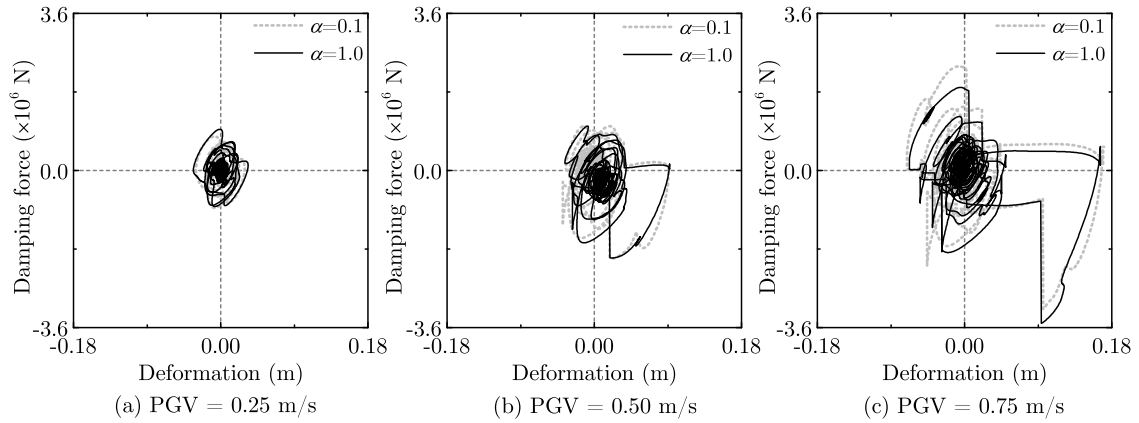 3.6
α=0.1
α=1.0
Damping force (×10⁶ N)
0.0
-3.6
-0.18
0.00
0.18
Deformation (m)
(a) PGV = 0.25 m/s
3.6
α=0.1
α=1.0
Damping force (×10⁶ N)
0.0
-3.6
-0.18
0.00
0.18
Deformation (m)
(b) PGV = 0.50 m/s
3.6
α=0.1
α=1.0
Damping force (×10⁶ N)
0.0
-3.6
-0.18
0.00
0.18
Deformation (m)
(c) PGV = 0.75 m/s